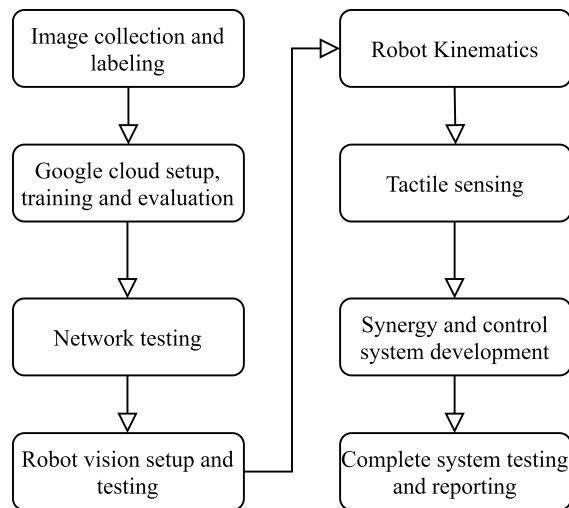 Image collection and
labeling
Google cloud setup,
training and evaluation
Network testing
Robot vision setup and
testing
Robot Kinematics
Tactile sensing
Synergy and control
system development
Complete system testing
and reporting